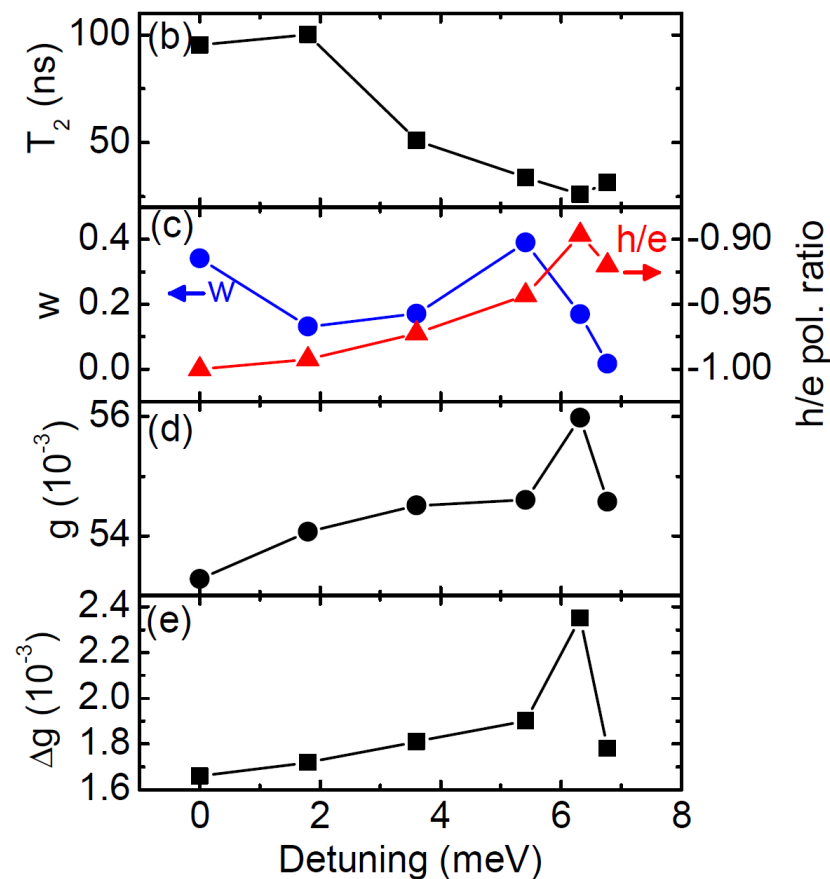 (b)
100
50
T₂ (ns)
(c)
0.4
0.2
0.0
w
W
h/e
-0.90
-0.95
-1.00
h/e pol. ratio
(d)
56
54
g (10⁻³)
(e)
2.4
2.2
2.0
1.8
1.6
Δg (10⁻³)
0 2 4 6 8
Detuning (meV)